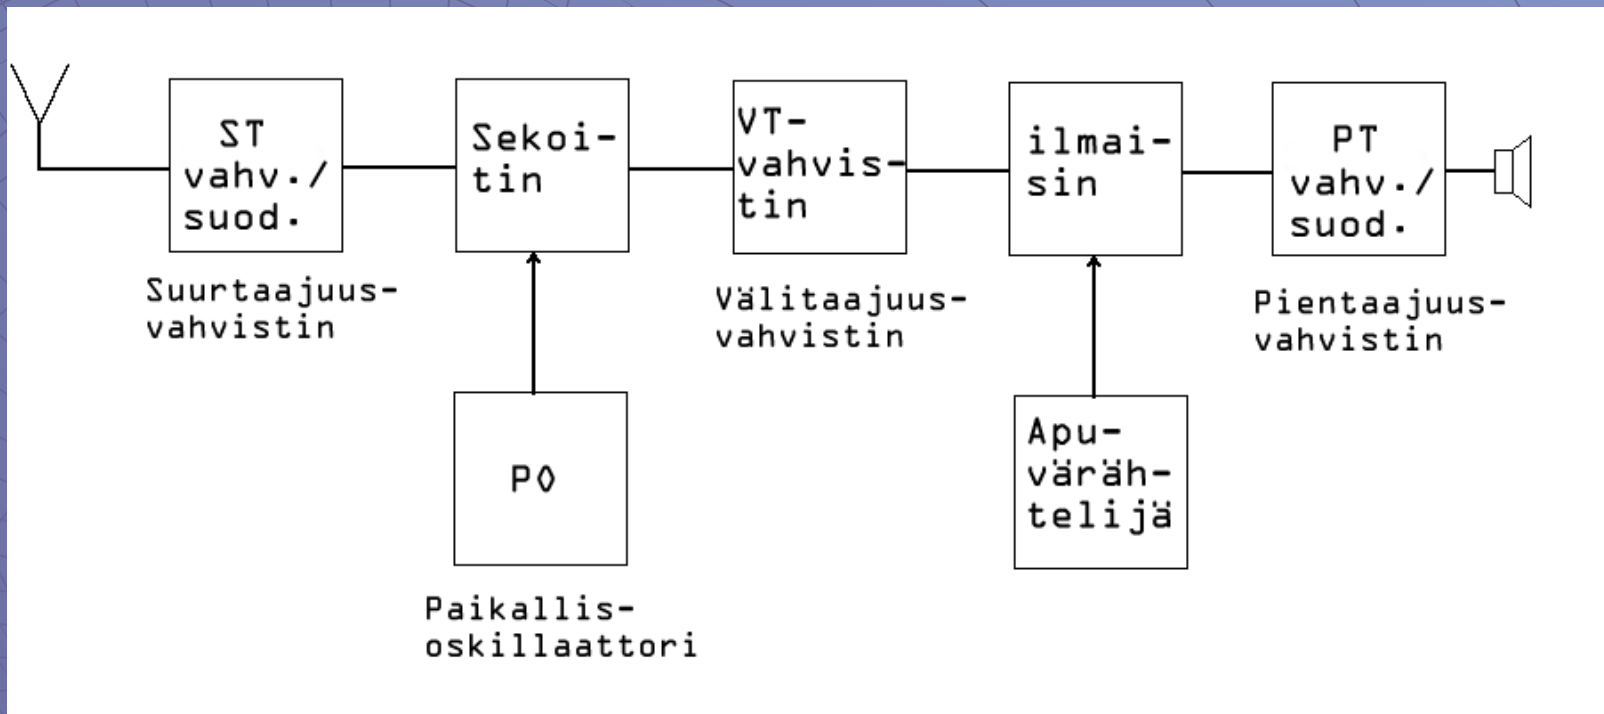 ST
vahv./
suod.
Sekoi-
tin
VT-
vahvis-
tin
ilmai-
sin
PT
vahv./
suod.
Suurtaajuus-
vahvistin
Välitaajuus-
vahvistin
Pientaajuus-
vahvistin
PO
Apu-
väräh-
telijä
Paikallis-
oskillaattori